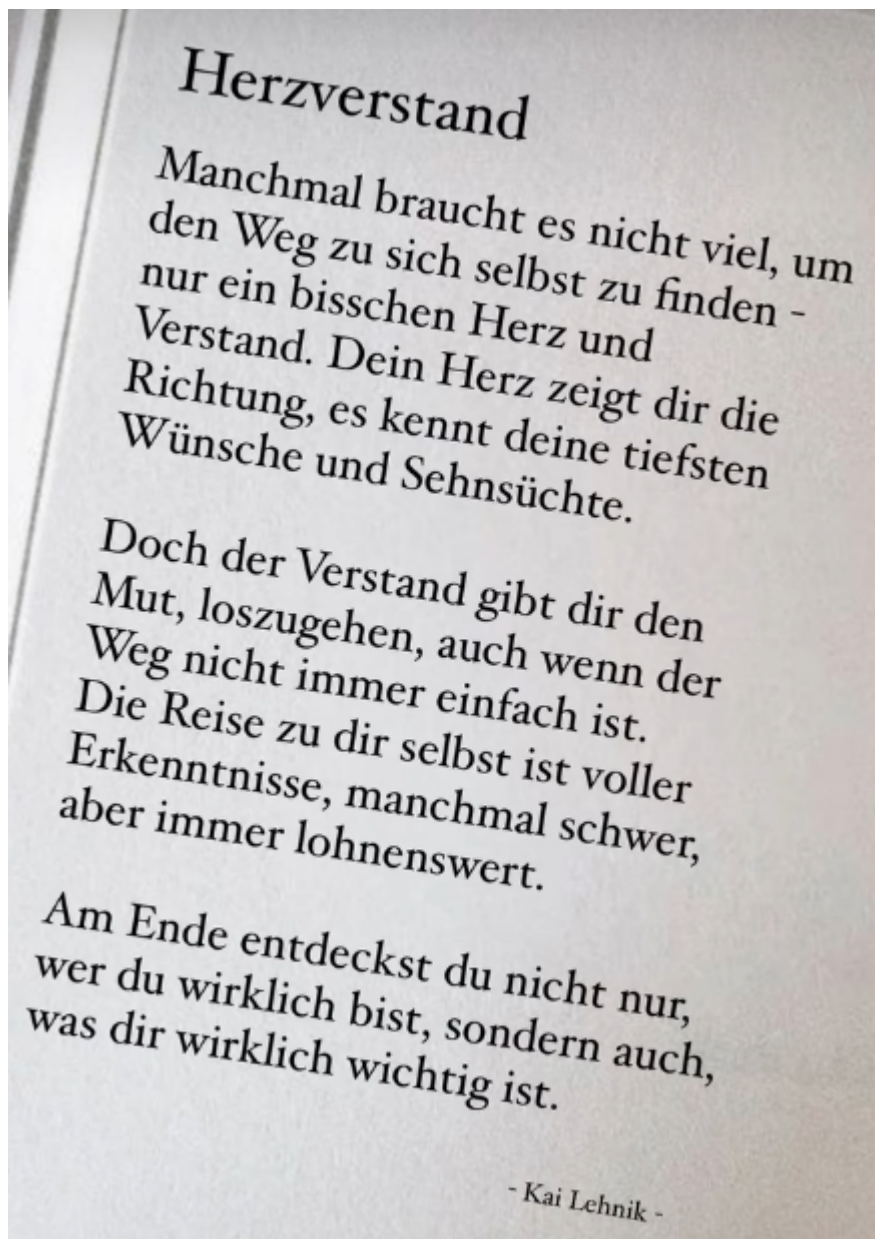 Herzverstand
Manchmal braucht es nicht viel, um
den Weg zu sich selbst zu finden -
nur ein bisschen Herz und
Verstand. Dein Herz zeigt dir die
Richtung, es kennt deine tiefsten
Wünsche und Sehnsüchte.
Doch der Verstand gibt dir den
Mut, loszugehen, auch wenn der
Weg nicht immer einfach ist.
Die Reise zu dir selbst ist voller
Erkenntnisse, manchmal schwer,
aber immer lohnenswert.
Am Ende entdeckst du nicht nur,
wer du wirklich bist, sondern auch,
was dir wirklich wichtig ist.
- Kai Lehnik -